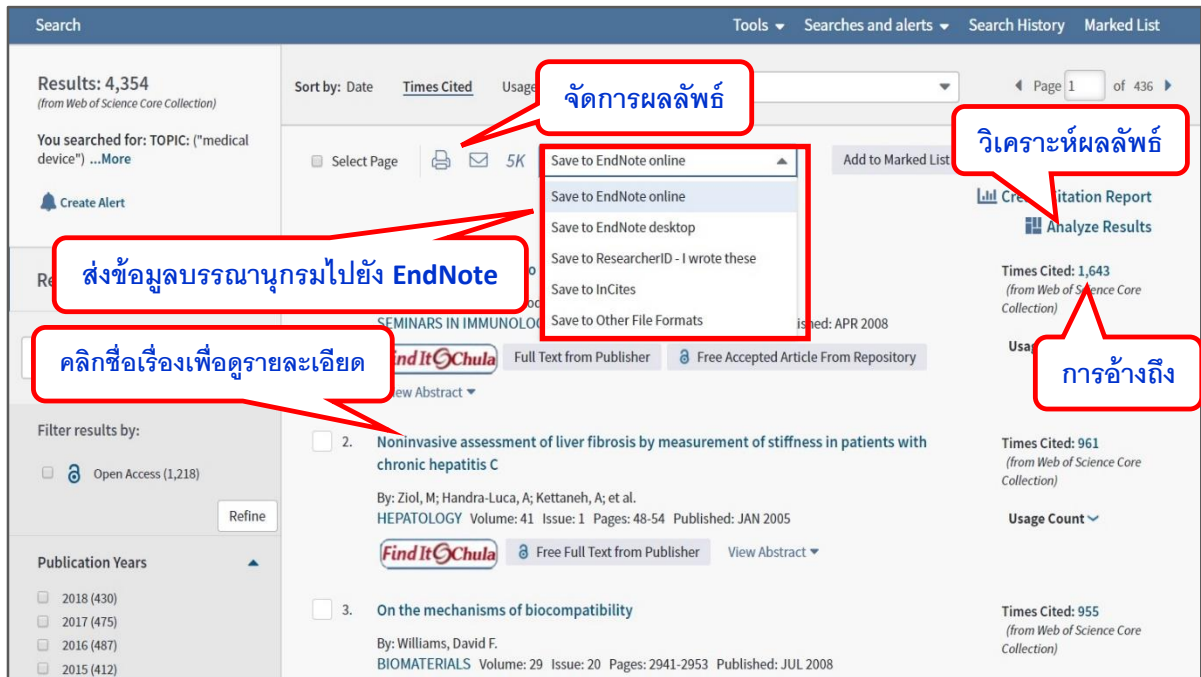 Search
Tools
Searches and alerts
Search History
Marked List
Results: 4,354
(from Web of Science Core Collection)
You searched for: TOPIC: ("medical
device") ...More
Create Alert
Sort by: Date
Times Cited
Usage
จัดการผลลัพธ์
Page 1 of 436
วิเคราะห์ผลลัพธ์
Select Page
5K
Save to EndNote online
Add to Marked List
Save to EndNote online
Save to EndNote desktop
Save to ResearcherID - I wrote these
Save to InCites
Save to Other File Formats
Citation Report
Analyze Results
ส่งข้อมูลบรรณานุกรมไปยัง EndNote
SEMINARS IN IMMUNOLOG
APR 2008
Times Cited: 1,643
(from Web of Science Core
Collection)
การอ้างถึง
คลิกชื่อเรื่องเพื่อดูรายละเอียด
Find It@Chula
Full Text from Publisher
Free Accepted Article From Repository
View Abstract
Filter results by:
Open Access (1,218)
Refine
Publication Years
2018 (430)
2017 (475)
2016 (487)
2015 (412)
2. Noninvasive assessment of liver fibrosis by measurement of stiffness in patients with
chronic hepatitis C
By: Ziol, M; Handra-Luca, A; Kettaneh, A; et al.
HEPATOLOGY Volume: 41 Issue: 1 Pages: 48-54 Published: JAN 2005
Find It@Chula
Free Full Text from Publisher
View Abstract
Times Cited: 961
(from Web of Science Core
Collection)
Usage Count
3. On the mechanisms of biocompatibility
By: Williams, David F.
BIOMATERIALS Volume: 29 Issue: 20 Pages: 2941-2953 Published: JUL 2008
Times Cited: 955
(from Web of Science Core
Collection)